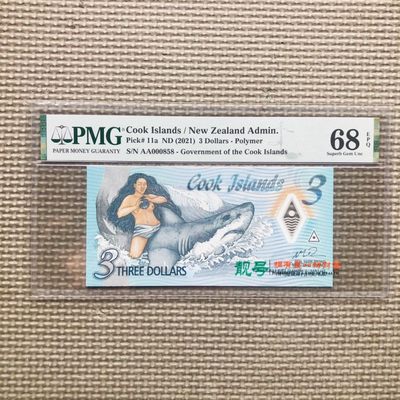 PMG
PAPER MONEY GUARANTY
Cook Islands / New Zealand Admin.
Pick# 11a ND (2021) 3 Dollars - Polymer
S/N AA000858 - Government of the Cook Islands
68 EPQ
Superb Gem Unc
Cook Islands
3
3 THREE DOLLARS
靓号